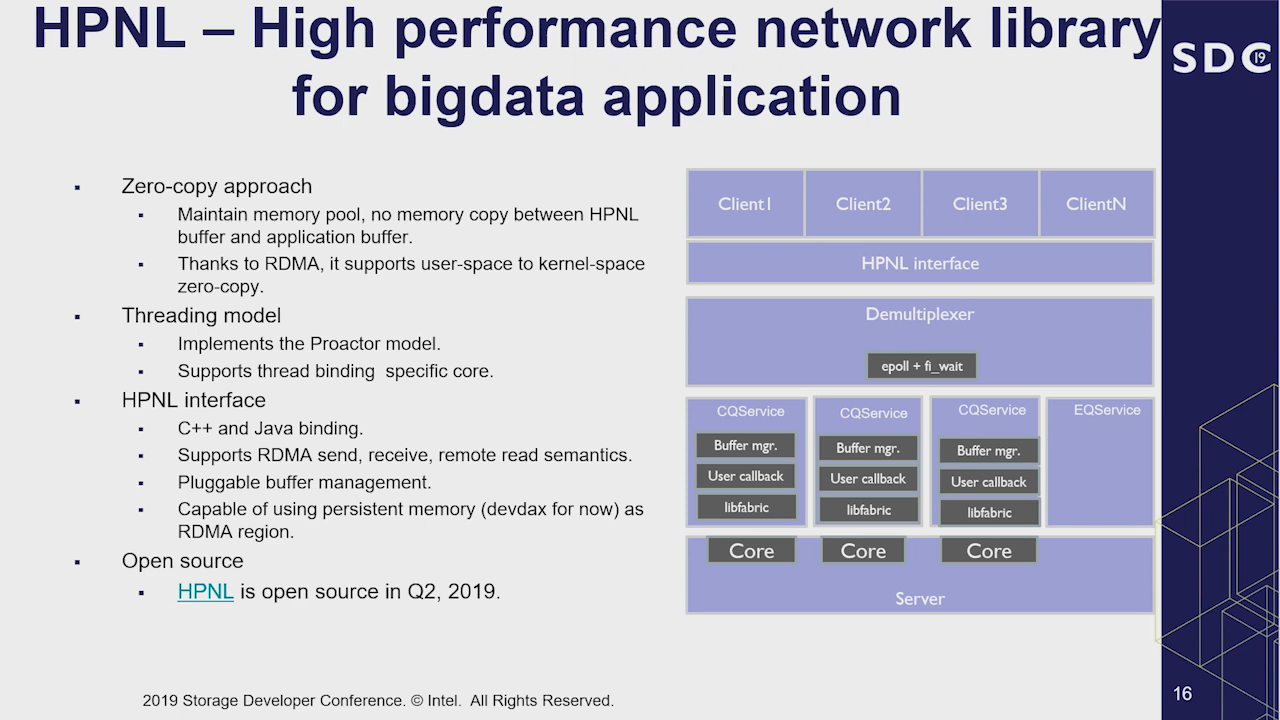 HPNL – High performance network library
for bigdata application
SDC 19
▪ Zero-copy approach
▪ Maintain memory pool, no memory copy between HPNL
buffer and application buffer.
▪ Thanks to RDMA, it supports user-space to kernel-space
zero-copy.
▪ Threading model
▪ Implements the Proactor model.
▪ Supports thread binding  specific core.
▪ HPNL interface
▪ C++ and Java binding.
▪ Supports RDMA send, receive, remote read semantics.
▪ Pluggable buffer management.
▪ Capable of using persistent memory (devdax for now) as
RDMA region.
▪ Open source
▪ HPNL is open source in Q2, 2019.
Client1 Client2 Client3 ClientN
HPNL interface
Demultiplexer
epoll + fi_wait
CQService CQService CQService EQService
Buffer mgr. Buffer mgr. Buffer mgr.
User callback User callback User callback
libfabric libfabric libfabric
Core Core Core
Server
2019 Storage Developer Conference. © Intel.  All Rights Reserved.
16